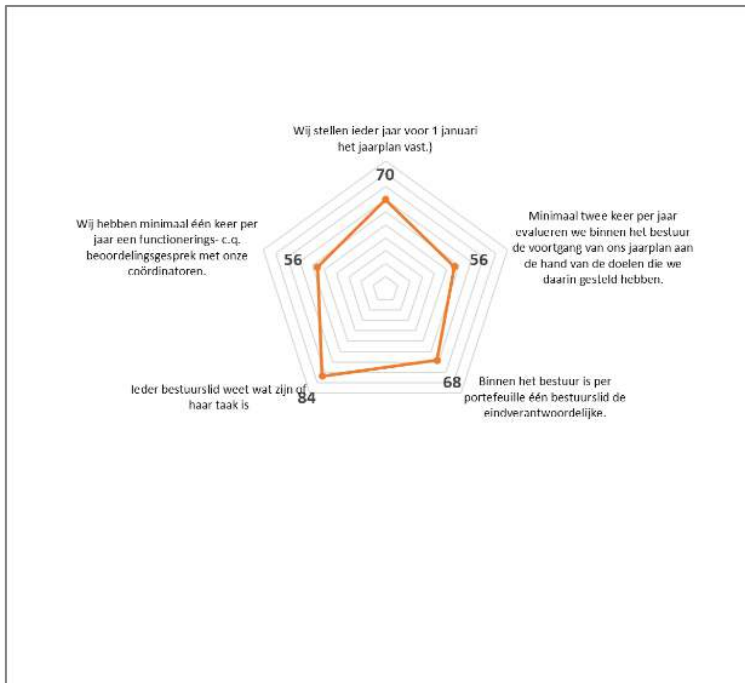 Wij stellen ieder jaar voor 1 januari
het jaarplan vast.)
70
Minimaal twee keer per jaar
evalueren we binnen het bestuur
de voortgang van ons jaarplan aan
de hand van de doelen die we
daarin gesteld hebben.
56
Binnen het bestuur is per
portefeuille één bestuurslid de
eindverantwoordelijke.
68
Ieder bestuurslid weet wat zijn of
haar taak is
84
Wij hebben minimaal één keer per
jaar een functionerings- c.q.
beoordelingsgesprek met onze
coördinatoren.
56